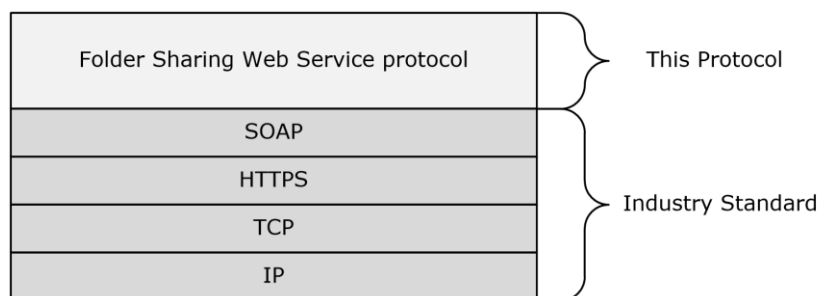 Folder Sharing Web Service protocol
This Protocol
SOAP
HTTPS
TCP
IP
Industry Standard